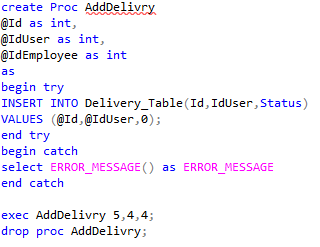 create Proc AddDelivry
@Id as int,
@IdUser as int,
@IdEmployee as int
as
begin try
INSERT INTO Delivery_Table(Id,IdUser,Status)
VALUES (@Id,@IdUser,0);
end try
begin catch
select ERROR_MESSAGE() as ERROR_MESSAGE
end catch
exec AddDelivry 5,4,4;
drop proc AddDelivry;